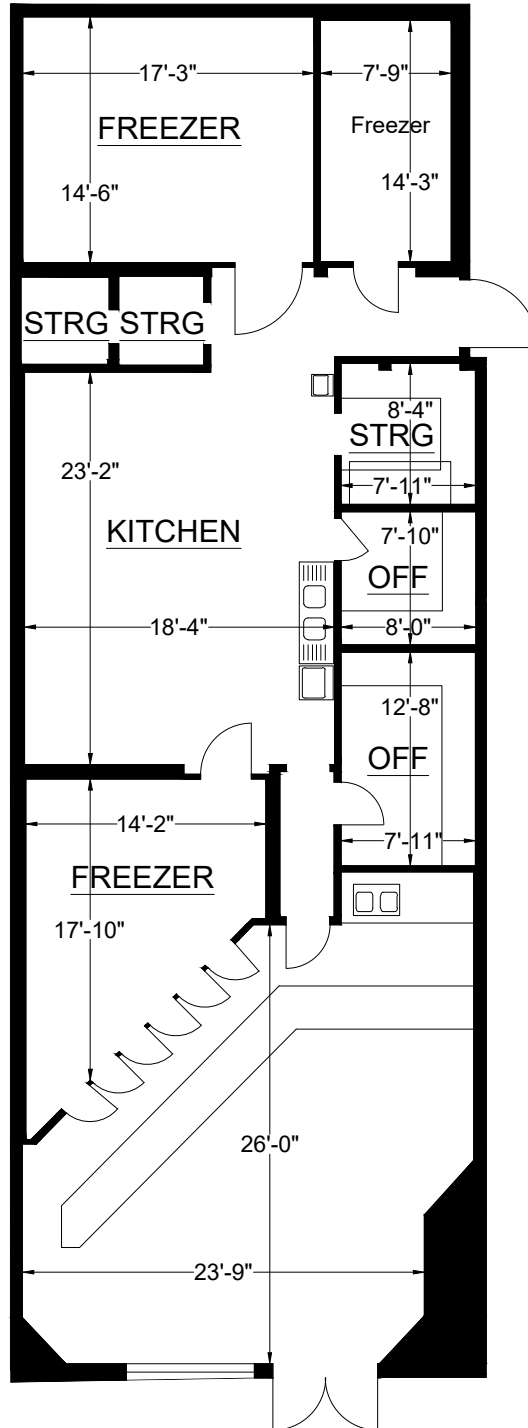 17'-3"
7'-9"
FREEZER
Freezer
14'-6"
14'-3"
STRG
STRG
8'-4"
STRG
7'-11"
23'-2"
KITCHEN
7'-10"
OFF
18'-4"
8'-0"
12'-8"
OFF
14'-2"
7'-11"
FREEZER
17'-10"
26'-0"
23'-9"